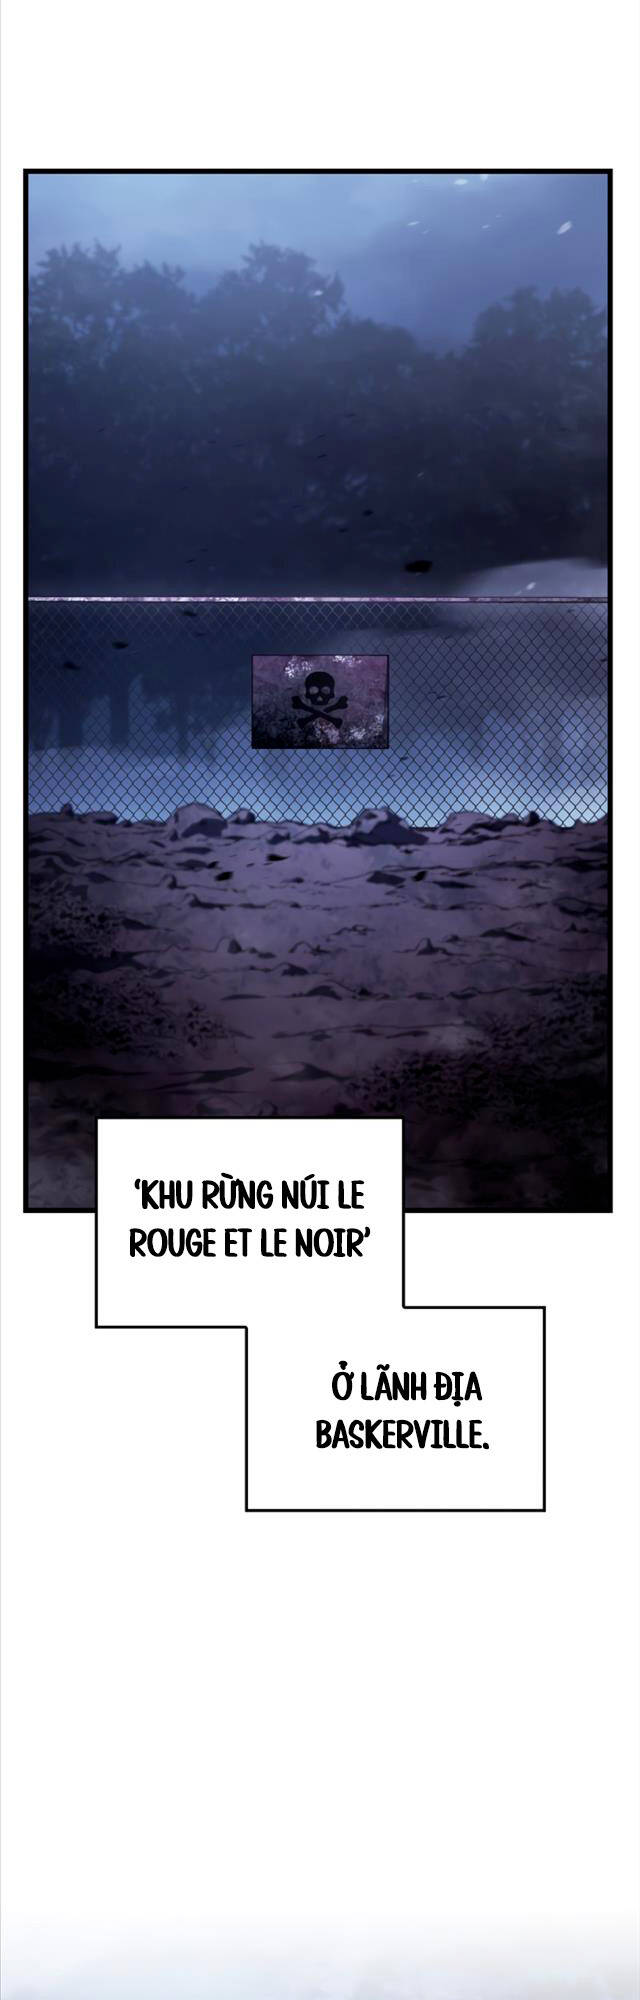 ‘KHU RỪNG NÚI LE
ROUGE ET LE NOIR’
Ở LÃNH ĐỊA
BASKERVILLE.